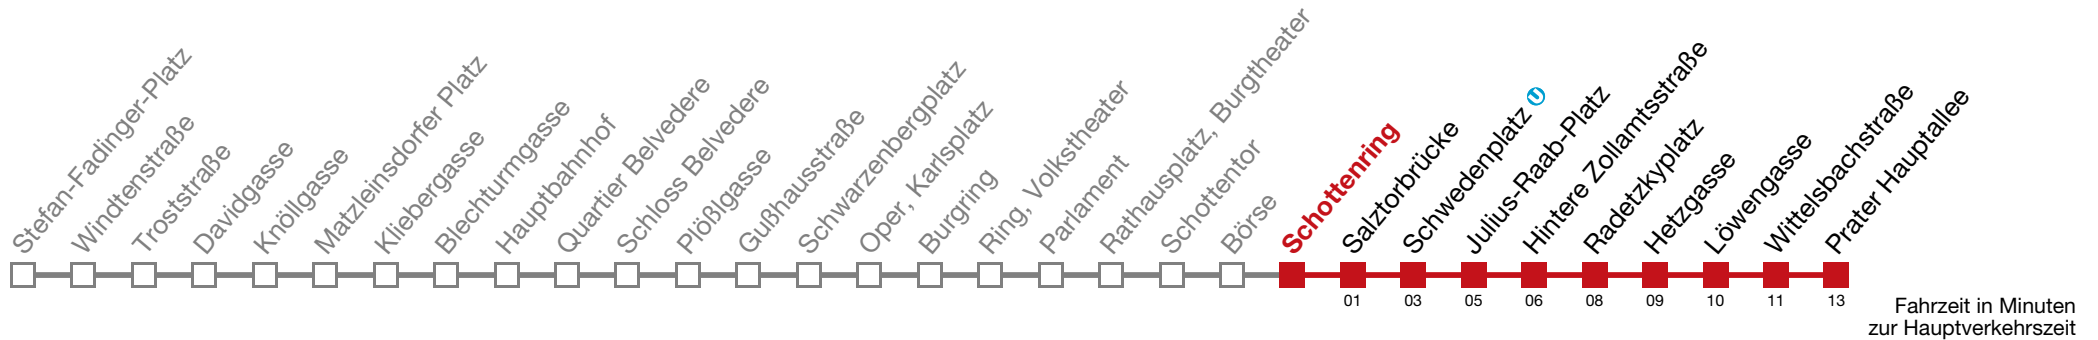 Stefan-Fadinger-Platz
Windtenstraße
Troststraße
Davidgasse
Knöllgasse
Matzleinsdorfer Platz
Kliebergasse
Blechturmgasse
Hauptbahnhof
Quartier Belvedere
Schloss Belvedere
Plößlgasse
Gußhausstraße
Schwarzenbergplatz
Oper, Karlsplatz
Burgring
Ring, Volkstheater
Parlament
Rathausplatz, Burgtheater
Schottentor
Börse
Schottenring
Salztorbrücke
Schwedenplatz
Julius-Raab-Platz
Hintere Zollamtsstraße
Radetzkyplatz
Hetzgasse
Löwengasse
Wittelsbachstraße
Prater Hauptallee
01 03 05 06 08 09 10 11 13
Fahrzeit in Minuten
zur Hauptverkehrszeit